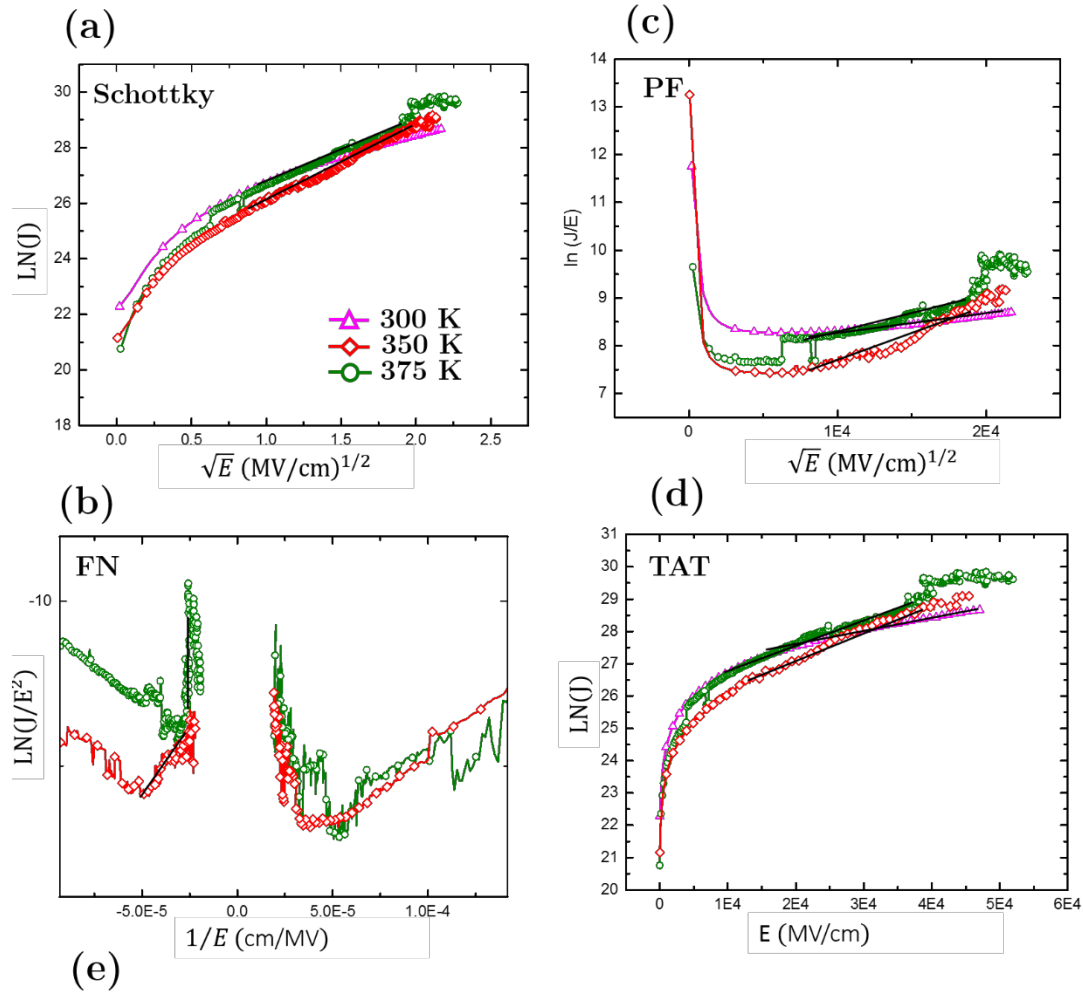 (a)
Schottky
LN(J)
30
28
26
24
22
20
18
0.0
0.5
1.0
1.5
2.0
2.5
√E (MV/cm)^1/2
300 K
350 K
375 K
(c)
PF
ln (J/E)
14
13
12
11
10
9
8
7
0
1E4
2E4
√E (MV/cm)^1/2
(b)
FN
LN(J/E^2)
-10
-5.0E-5
0.0
5.0E-5
1.0E-4
1/E (cm/MV)
(d)
TAT
LN(J)
31
30
29
28
27
26
25
24
23
22
21
20
0
1E4
2E4
3E4
4E4
5E4
6E4
E (MV/cm)
(e)